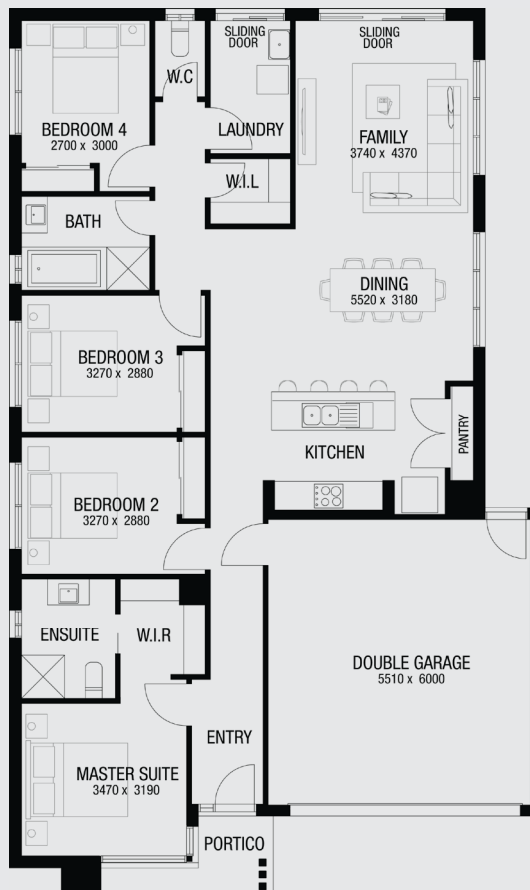 SLIDING
DOOR
SLIDING
DOOR
W.C
BEDROOM 4
2700 x 3000
LAUNDRY
FAMILY
3740 x 4370
W.I.L
BATH
DINING
5520 x 3180
BEDROOM 3
3270 x 2880
KITCHEN
PANTRY
BEDROOM 2
3270 x 2880
ENSUITE
W.I.R
DOUBLE GARAGE
5510 x 6000
ENTRY
MASTER SUITE
3470 x 3190
PORTICO